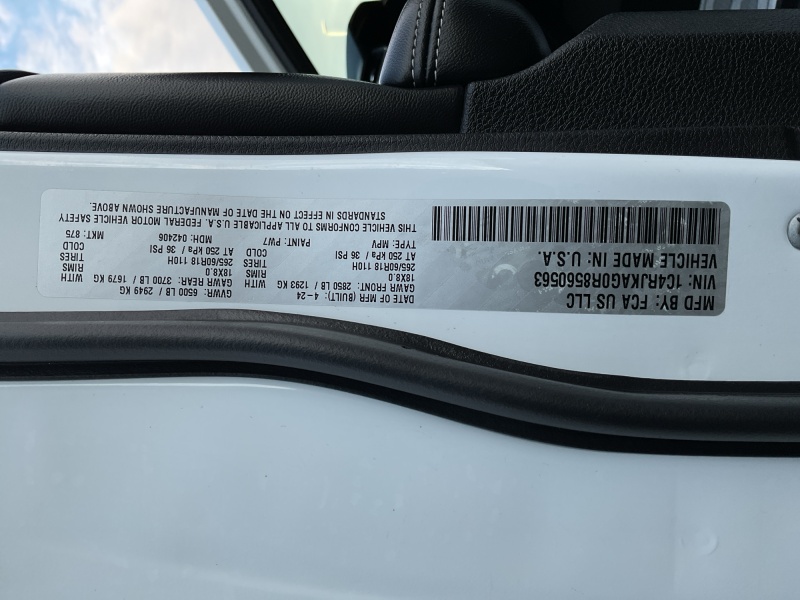 MFD BY: FCA US LLC
VIN: 1C4RJKAG0R8560563
VEHICLE MADE IN: U.S.A.
DATE OF MFR (BUILT): 4-24
GVWR: 6500 LB / 2949 KG
GAWR FRONT: 2850 LB / 1293 KG WITH
GAWR REAR: 3700 LB / 1679 KG WITH
18X8.0 RIMS
18X8.0 RIMS
265/60R18 110H TIRES
265/60R18 110H TIRES
AT 250 kPa / 36 PSI COLD
AT 250 kPa / 36 PSI COLD
TYPE: MPV
PAINT: PW7
MDH: 042406
MKT: 875
THIS VEHICLE CONFORMS TO ALL APPLICABLE U.S.A. FEDERAL MOTOR VEHICLE SAFETY
STANDARDS IN EFFECT ON THE DATE OF MANUFACTURE SHOWN ABOVE.